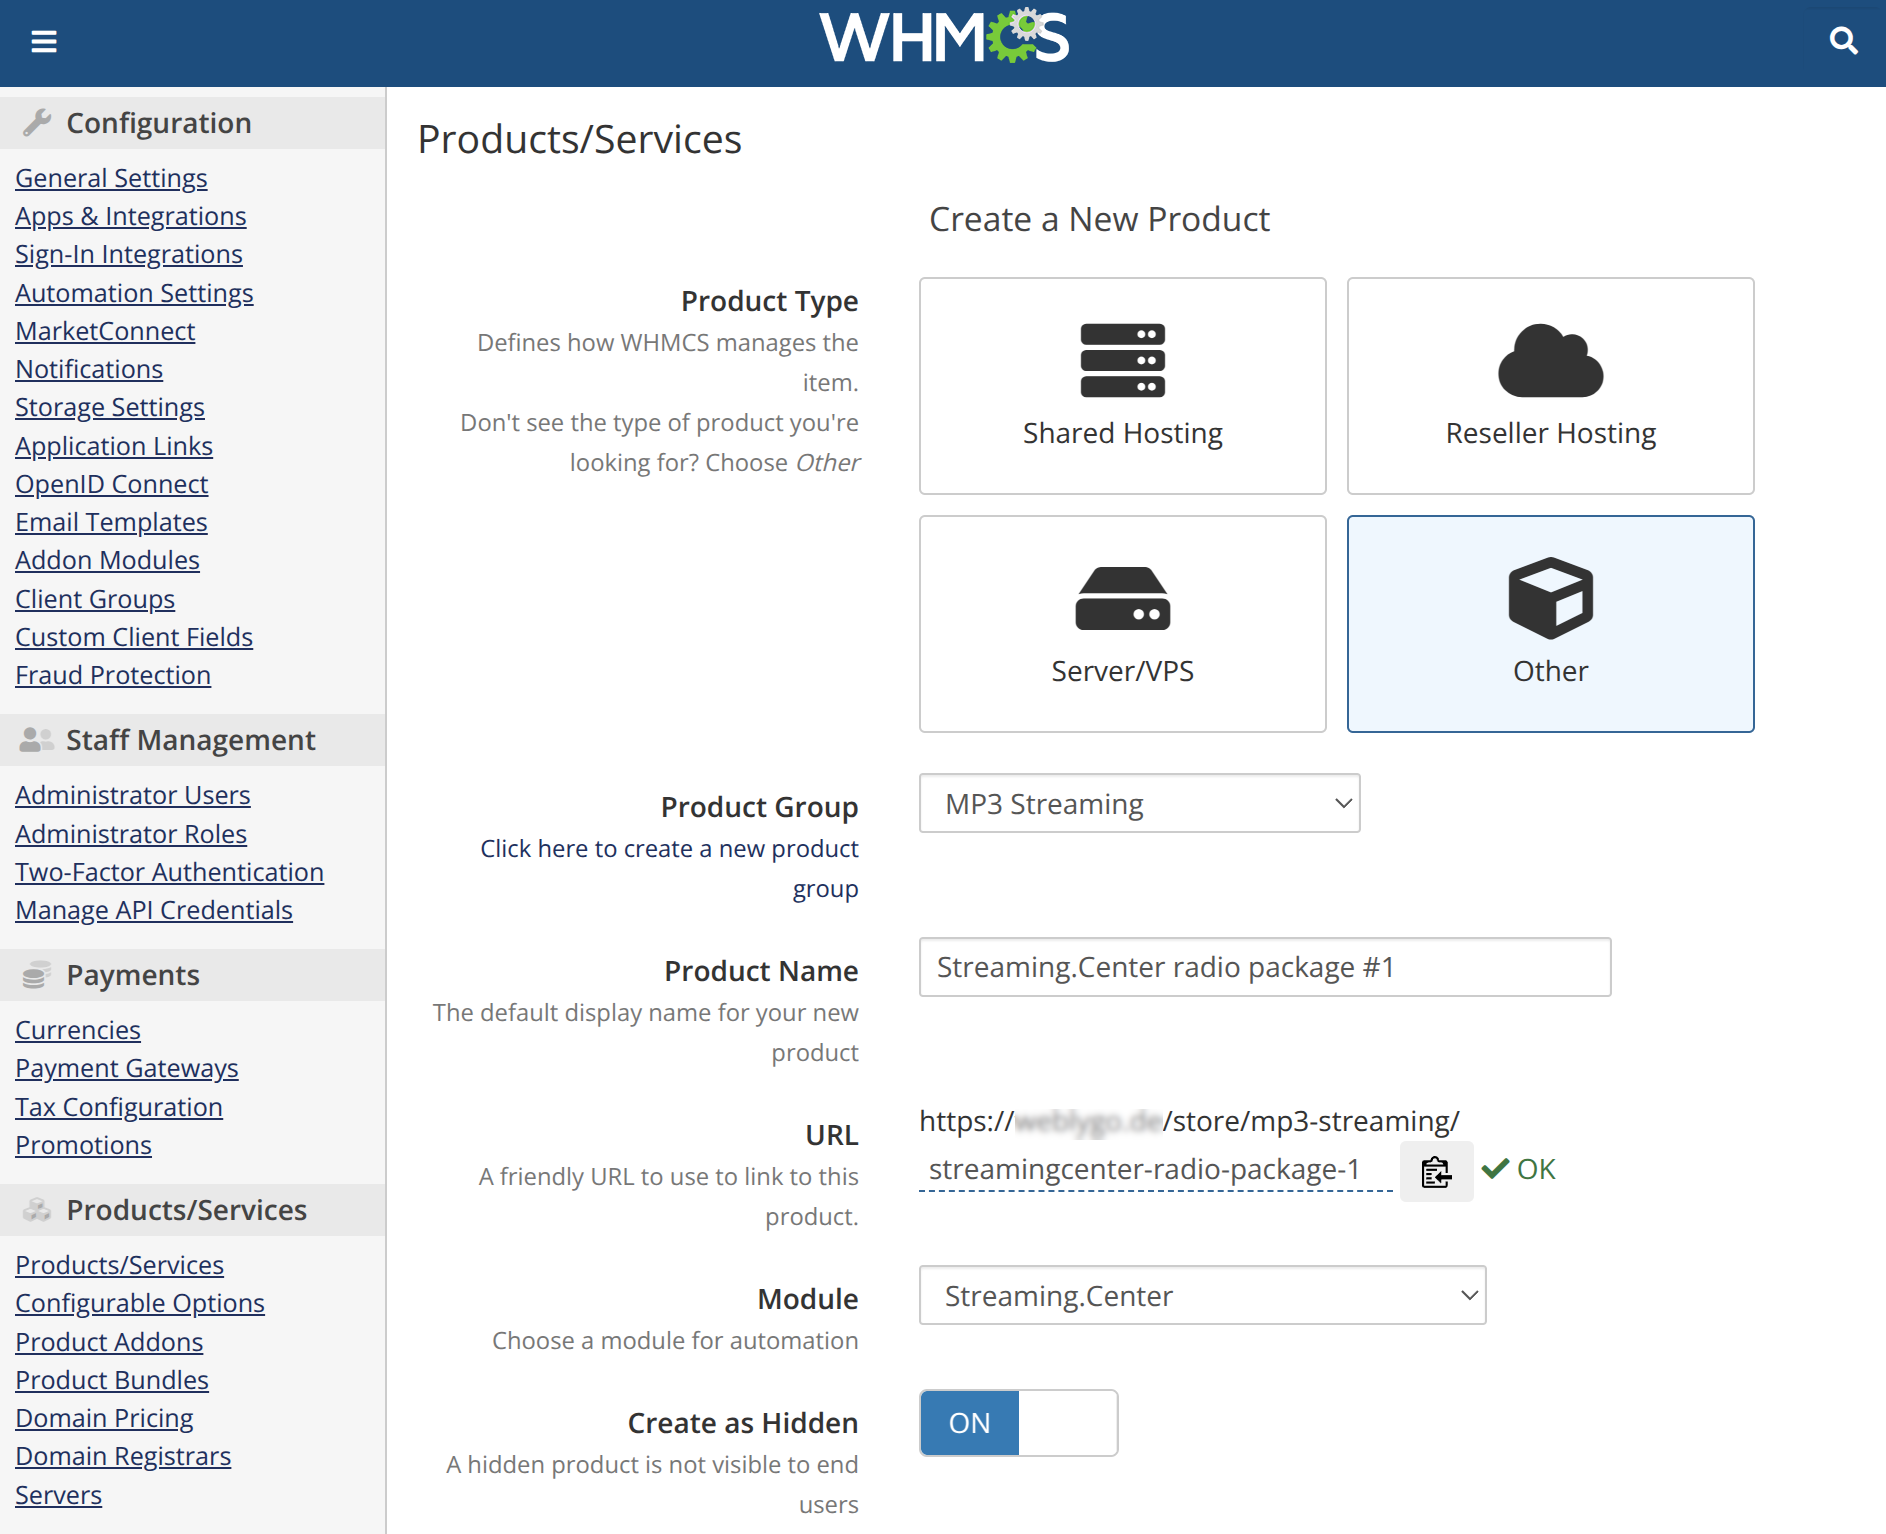 WHMCS
Configuration
General Settings
Apps & Integrations
Sign-In Integrations
Automation Settings
MarketConnect
Notifications
Storage Settings
Application Links
OpenID Connect
Email Templates
Addon Modules
Client Groups
Custom Client Fields
Fraud Protection
Staff Management
Administrator Users
Administrator Roles
Two-Factor Authentication
Manage API Credentials
Payments
Currencies
Payment Gateways
Tax Configuration
Promotions
Products/Services
Products/Services
Configurable Options
Product Addons
Product Bundles
Domain Pricing
Domain Registrars
Servers
Products/Services
Create a New Product
Product Type
Defines how WHMCS manages the
item.
Don't see the type of product you're
looking for? Choose Other
Shared Hosting
Reseller Hosting
Server/VPS
Other
Product Group
Click here to create a new product
group
MP3 Streaming
Product Name
The default display name for your new
product
Streaming.Center radio package #1
URL
A friendly URL to use to link to this
product.
https:// /store/mp3-streaming/
streamingcenter-radio-package-1
OK
Module
Choose a module for automation
Streaming.Center
Create as Hidden
A hidden product is not visible to end
users
ON